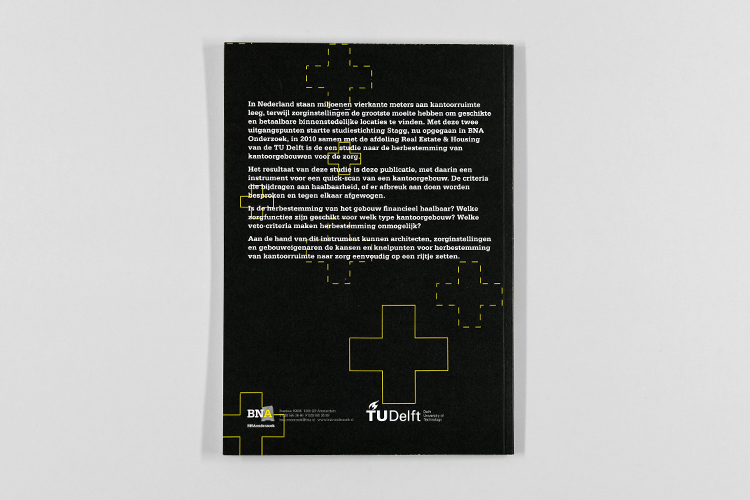 In Nederland staan miljoenen vierkante meters aan kantoorruimte
leeg, terwijl zorginstellingen de grootste moeite hebben om geschikte
en betaalbare binnenstedelijke locaties te vinden. Met deze twee
uitgangspunten startte studiestichting Stagg, nu opgegaan in BNA
Onderzoek, in 2010 samen met de afdeling Real Estate & Housing
van de TU Delft is de een studie naar de herbestemming van
kantoorgebouwen voor de zorg.
Het resultaat van deze studie is deze publicatie, met daarin een
instrument voor een quick-scan van een kantoorgebouw. De criteria
die bijdragen aan haalbaarheid, of er afbreuk aan doen worden
besproken en tegen elkaar afgewogen.
Is de herbestemming van het gebouw financieel haalbaar? Welke
zorgfuncties zijn geschikt voor welk type kantoorgebouw? Welke
veto-criteria maken herbestemming onmogelijk?
Aan de hand van dit instrument kunnen architecten, zorginstellingen
en gebouweigenaren de kansen en knelpunten voor herbestemming
van kantoorruimte naar zorg eenvoudig op een rijtje zetten.
BNA
BNAonderzoek
TUDelft
Delft
University of
Technology